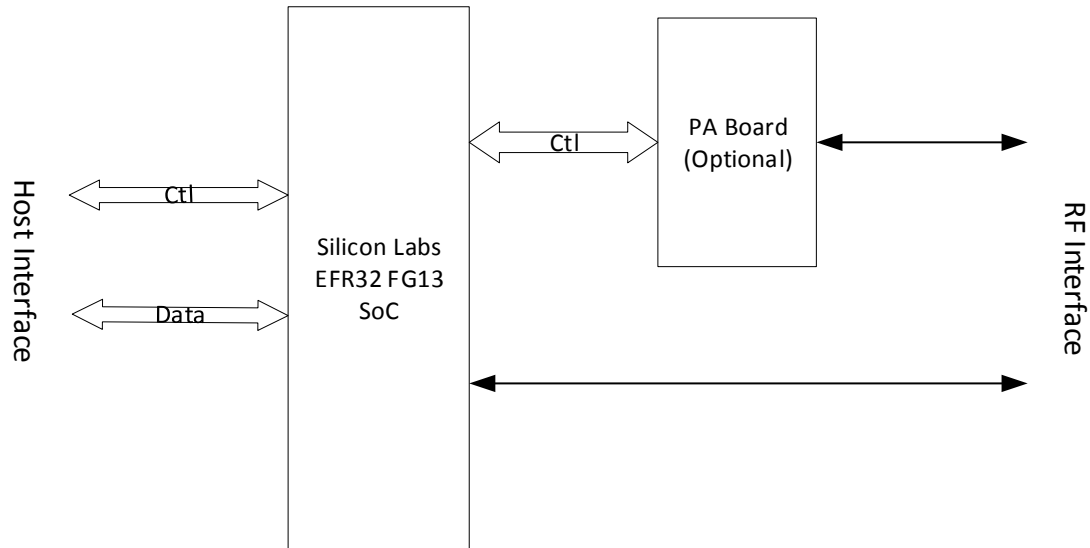 Host Interface
Ctl
Data
Silicon Labs
EFR32 FG13
SoC
Ctl
PA Board
(Optional)
RF Interface